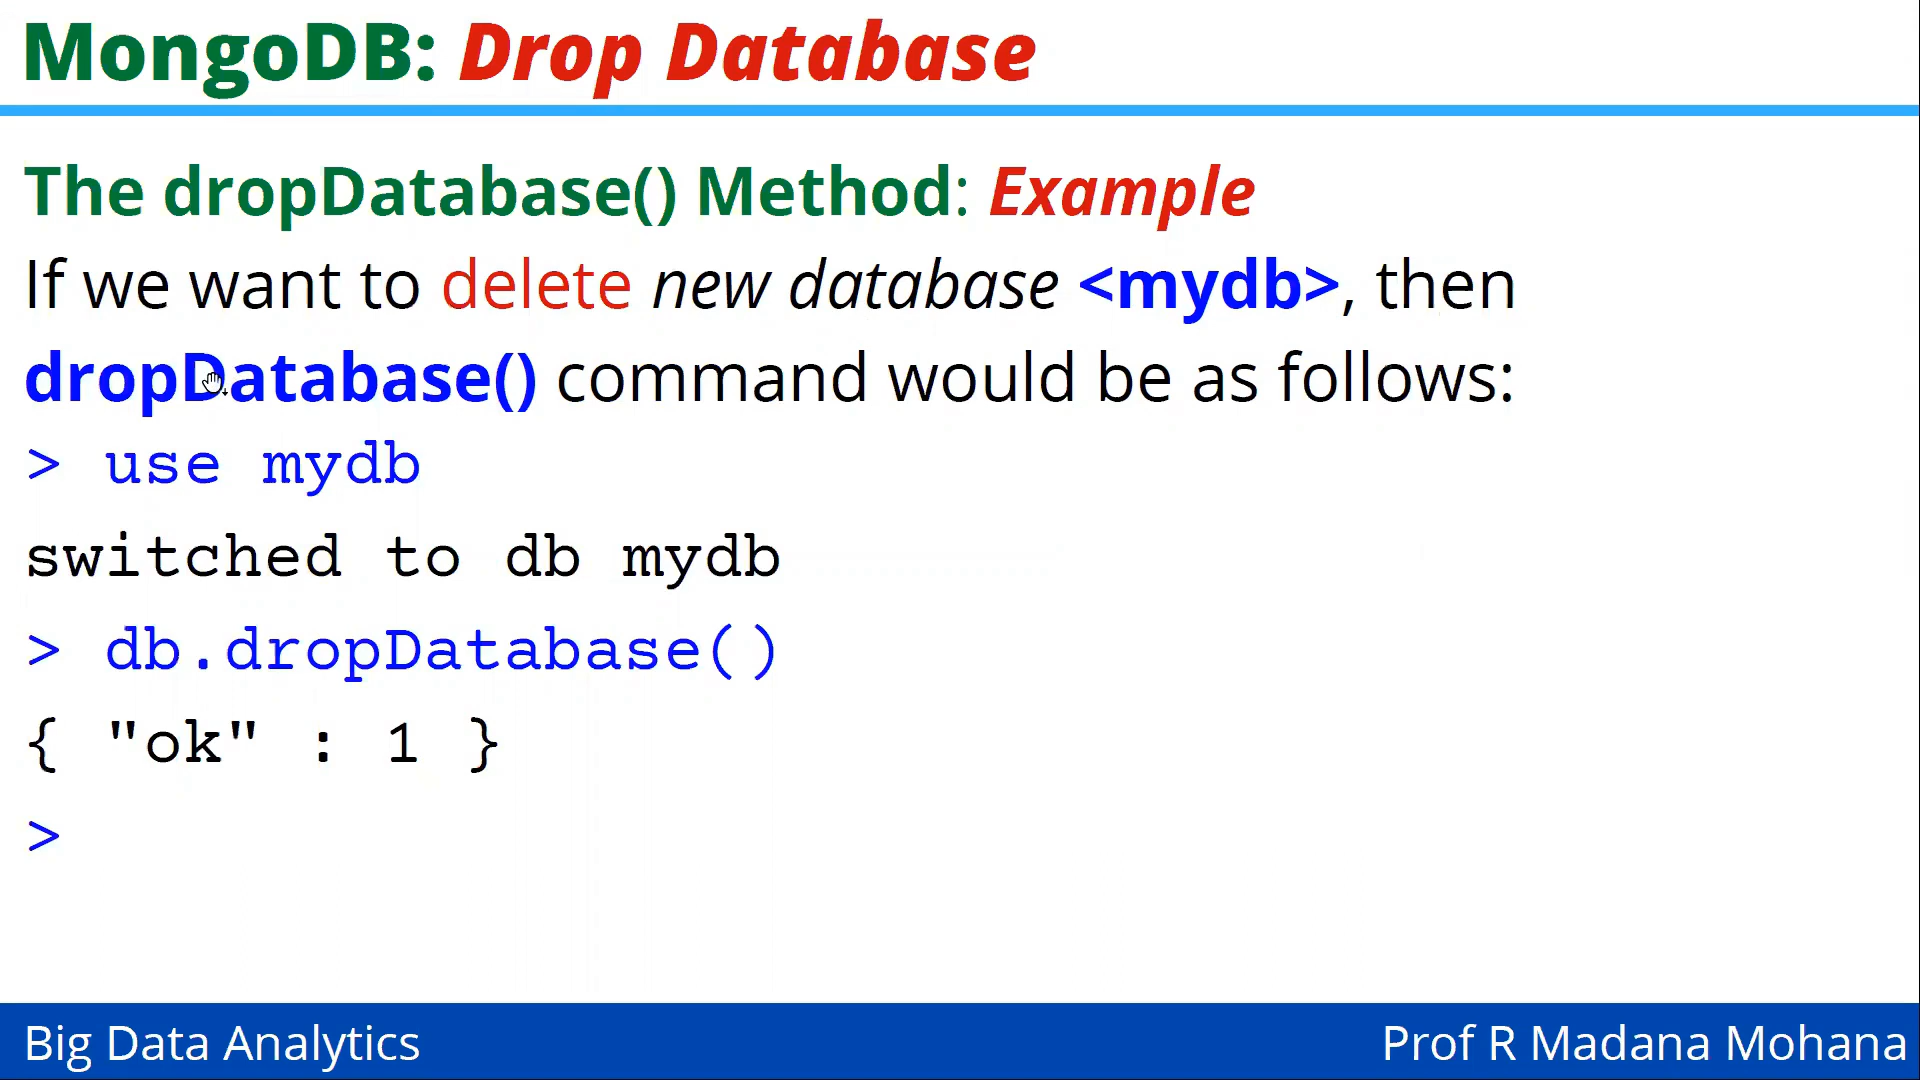 MongoDB: Drop Database
The dropDatabase() Method: Example
If we want to delete new database <mydb>, then
dropDatabase() command would be as follows:
> use mydb
switched to db mydb
> db.dropDatabase()
{ "ok" : 1 }
>
Big Data Analytics
Prof R Madana Mohana